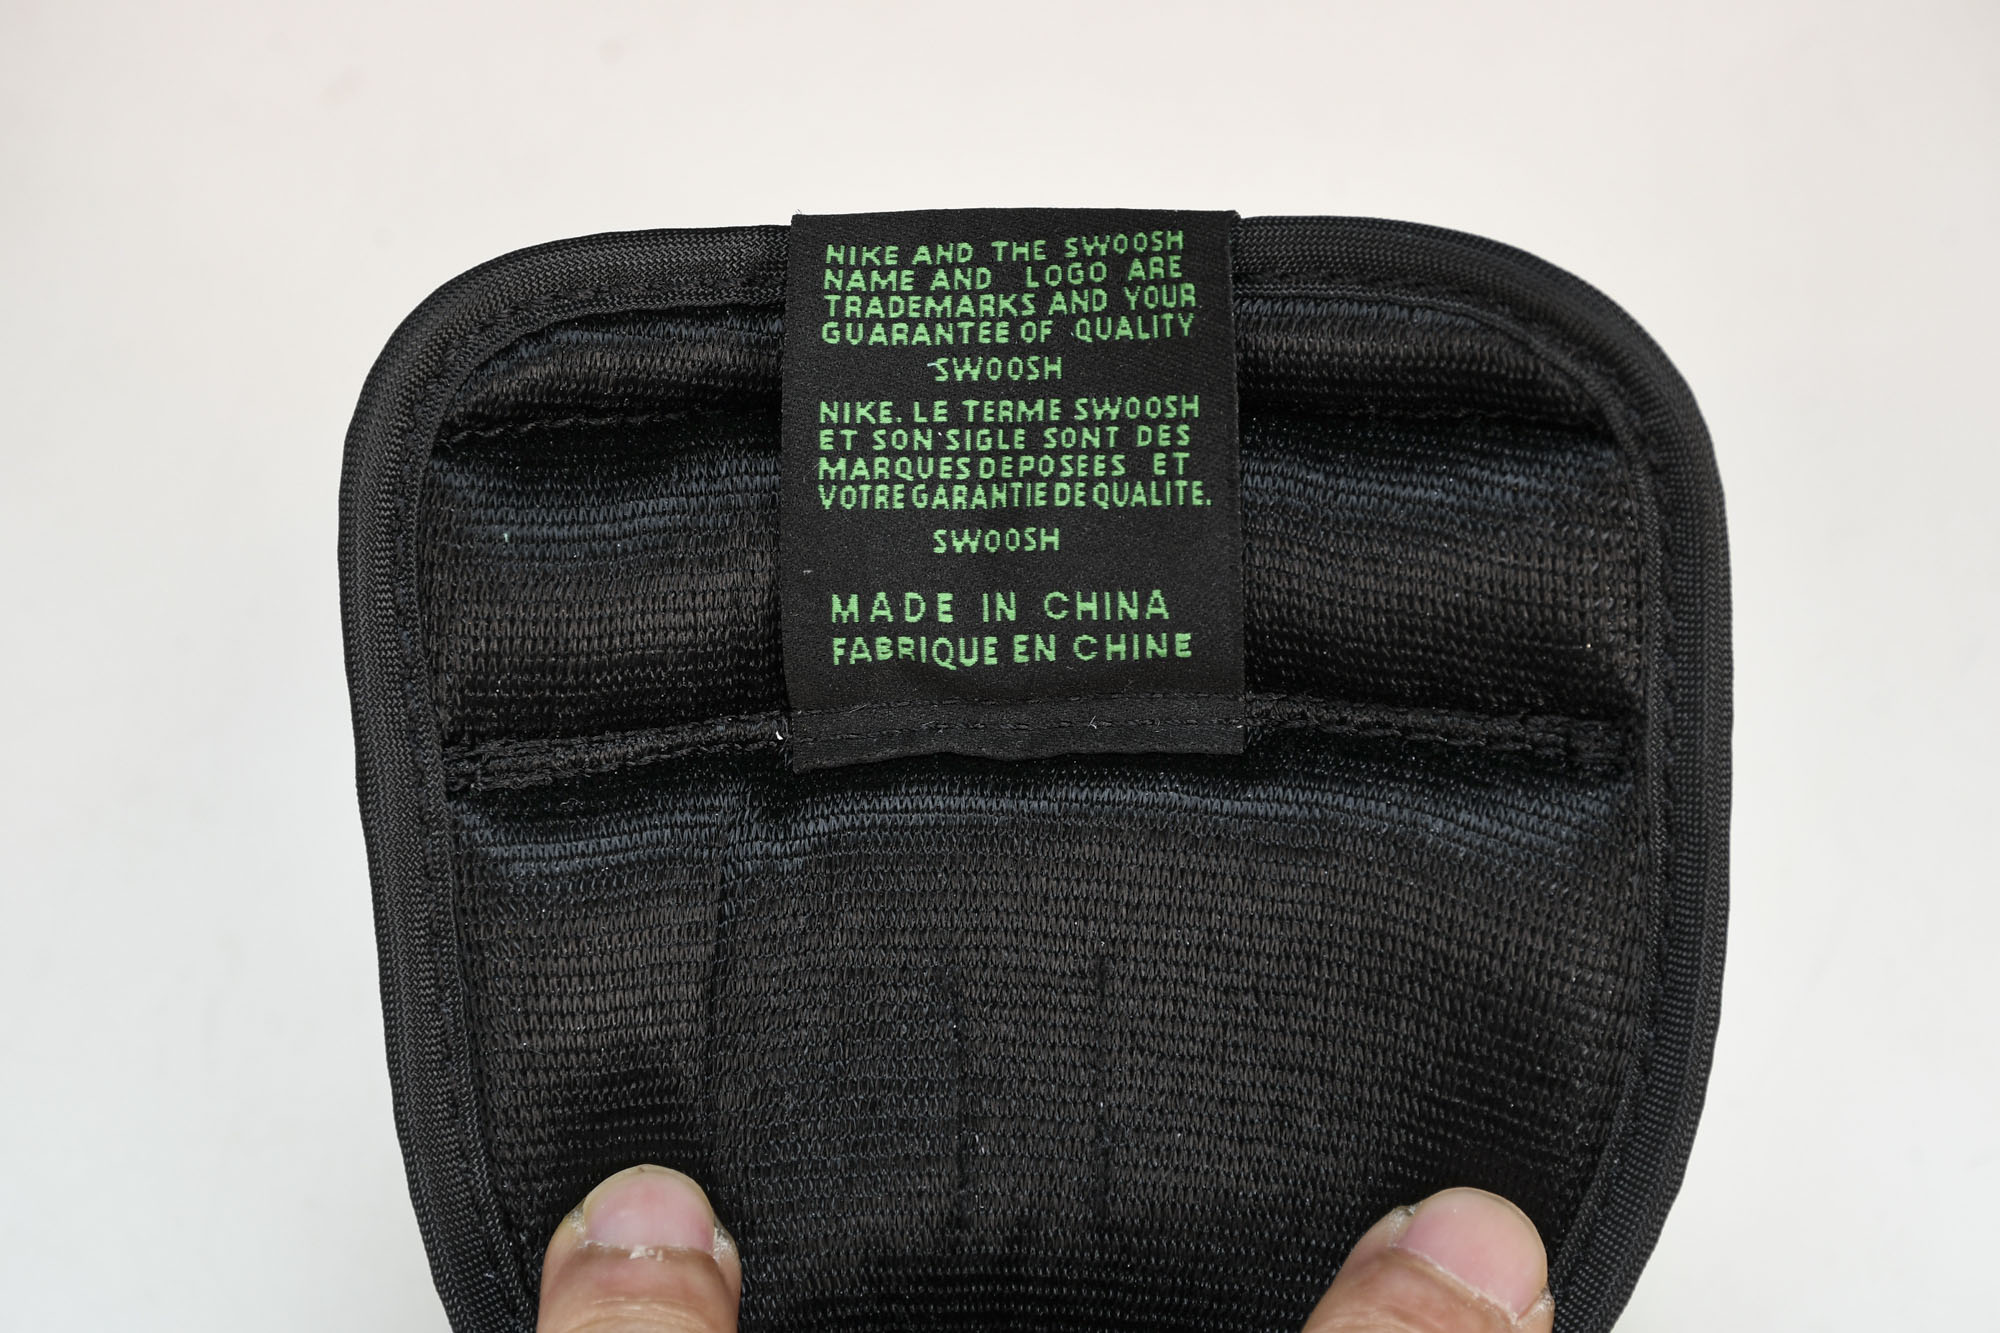 NIKE AND THE SWOOSH
NAME AND LOGO ARE
TRADEMARKS AND YOUR
GUARANTEE OF QUALITY
SWOOSH
NIKE. LE TERME SWOOSH
ET SON'SIGLE SONT DES
MARQUES DEPOSEES ET
VOTRE GARANTIE DE QUALITE.
SWOOSH
MADE IN CHINA
FABRIQUE EN CHINE